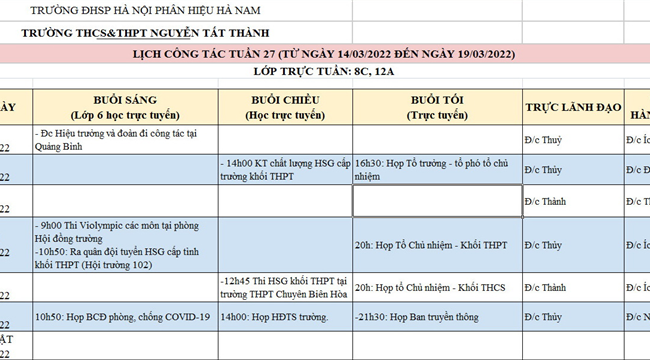 TRƯỜNG ĐHSP HÀ NỘI PHÂN HIỆU HÀ NAM
TRƯỜNG THCS&THPT NGUYỄN TẤT THÀNH
LỊCH CÔNG TÁC TUẦN 27 (TỪ NGÀY 14/03/2022 ĐẾN NGÀY 19/03/2022)
LỚP TRỰC TUẦN: 8C, 12A
ÀY BUỔI SÁNG BUỔI CHIỀU BUỔI TỐI TRỰC LÃNH ĐẠO
(Lớp 6 học trực tuyến) (Học trực tuyến) (Trực tuyến) HÀN
- Đc Hiệu trưởng và đoàn đi công tác tại
Quảng Bình
22 Đ/c Thuỷ Đ/c Íc
- 14h00 KT chất lượng HSG cấp 16h30: Họp Tổ trưởng - tổ phó tổ chủ
trường khối THPT nhiệm
22 Đ/c Thủy Đ/c Đ
22 Đ/c Thành Đ/c Th
- 9h00 Thi Violympic các môn tại phòng
Hội đồng trường
-10h50: Ra quân đội tuyển HSG cấp tỉnh
khối THPT (Hội trường 102)
22 20h: Họp Tổ Chủ nhiệm - Khối THPT Đ/c Thủy Đ/c Íc
-12h45 Thi HSG khối THPT tại
trường THPT Chuyên Biên Hòa
22 20h: Họp tổ Chủ nhiệm - Khối THCS Đ/c Thành Đ/c Íc
22 10h50: Họp BCĐ phòng, chống COVID-19 14h00: Họp HĐTS trường. -21h30: Họp Ban truyền thông Đ/c Thủy Đ/c N
ẬT
22